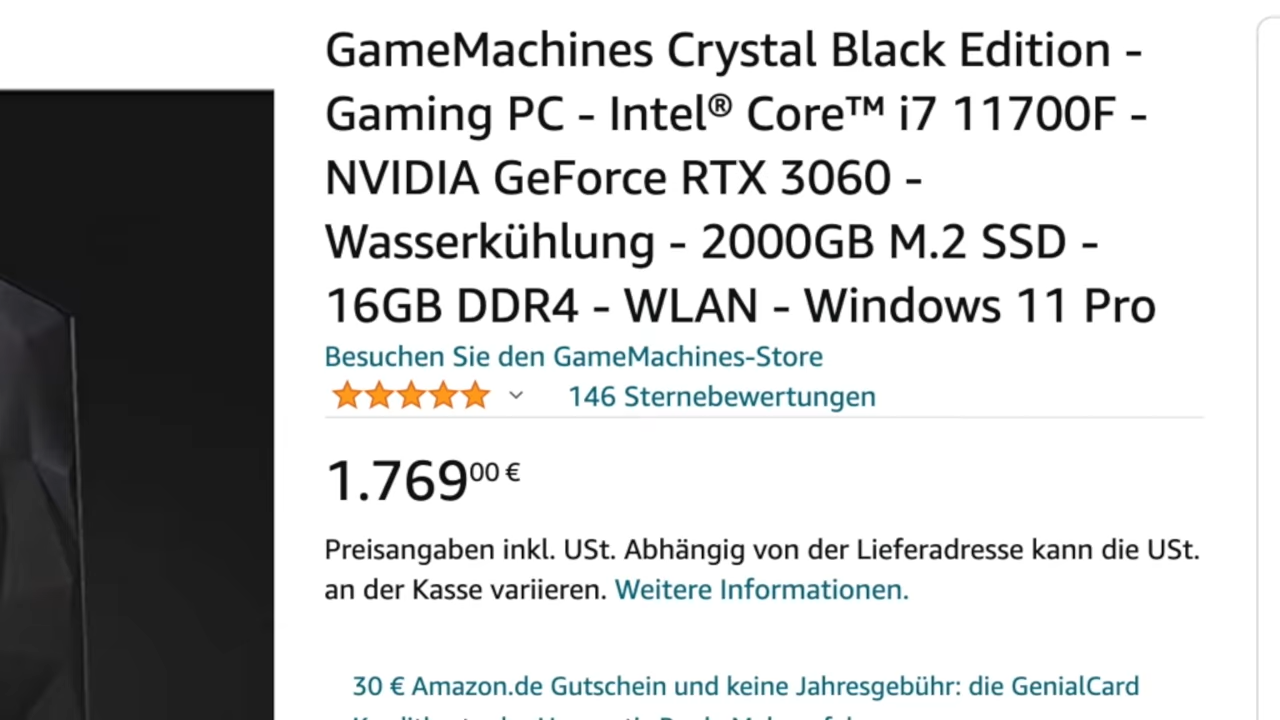 GameMachines Crystal Black Edition -
Gaming PC - Intel® Core™ i7 11700F -
NVIDIA GeForce RTX 3060 -
Wasserkühlung - 2000GB M.2 SSD -
16GB DDR4 - WLAN - Windows 11 Pro
Besuchen Sie den GameMachines-Store
146 Sternebewertungen
1.76900 €
Preisangaben inkl. USt. Abhängig von der Lieferadresse kann die USt.
an der Kasse variieren. Weitere Informationen.
30 € Amazon.de Gutschein und keine Jahresgebühr: die GenialCard